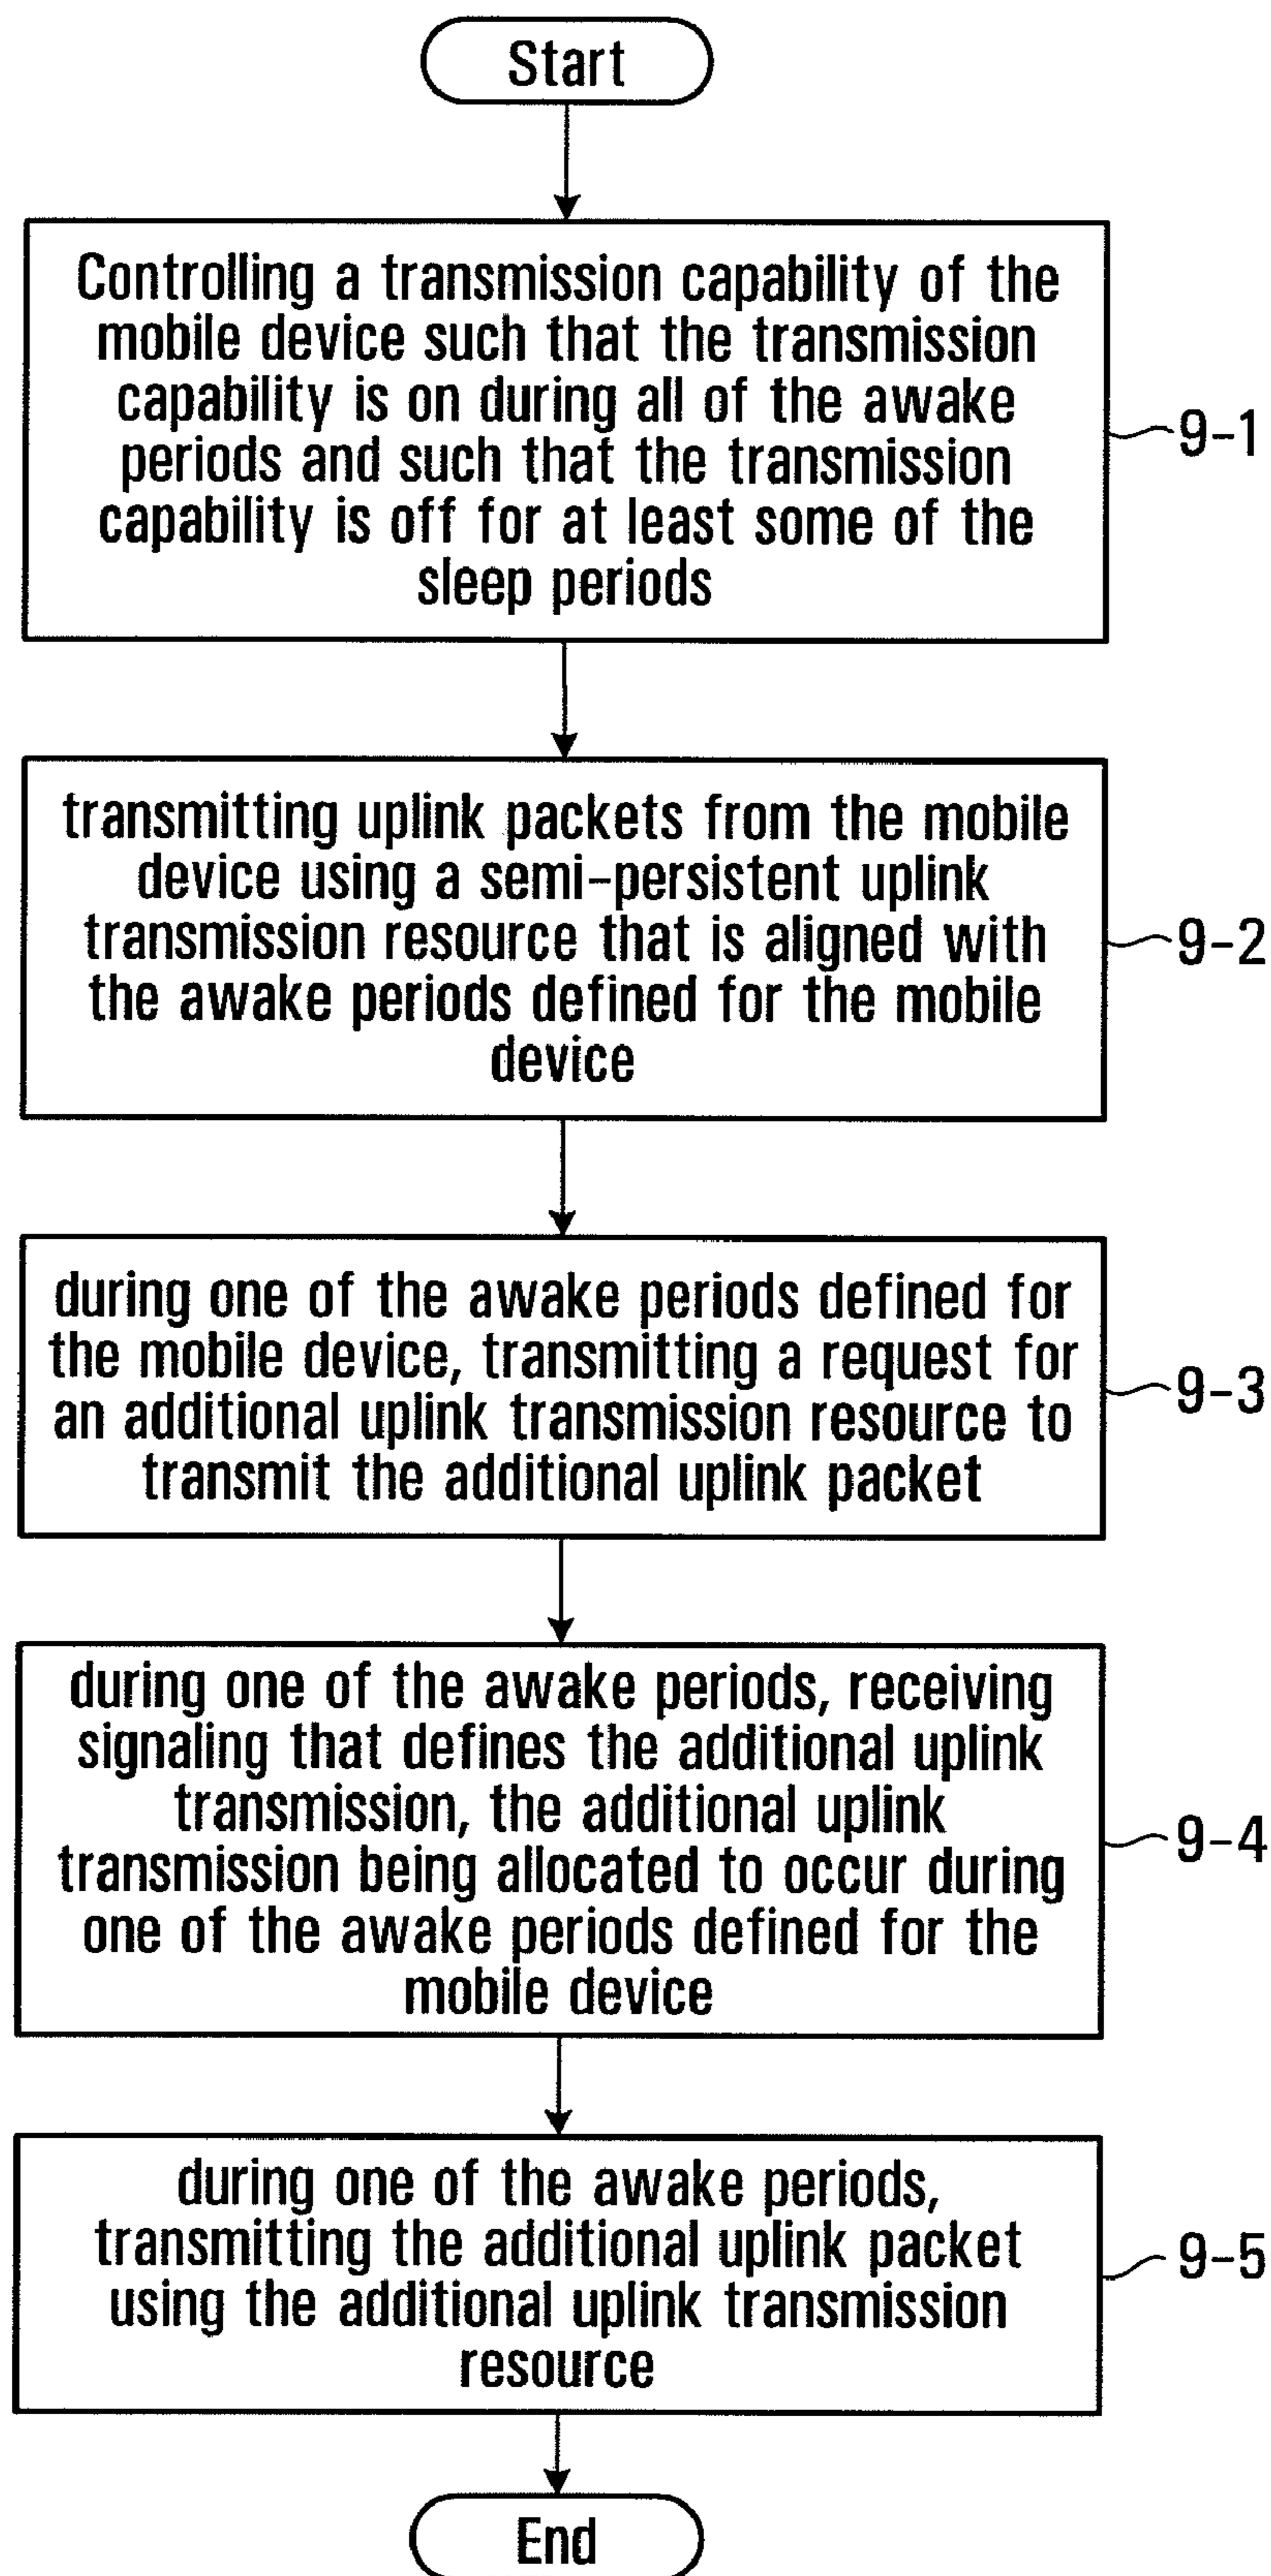 Start
Controlling a transmission capability of the
mobile device such that the transmission
capability is on during all of the awake
periods and such that the transmission
capability is off for at least some of the
sleep periods
9-1
transmitting uplink packets from the mobile
device using a semi-persistent uplink
transmission resource that is aligned with
the awake periods defined for the mobile
device
9-2
during one of the awake periods defined for
the mobile device, transmitting a request for
an additional uplink transmission resource to
transmit the additional uplink packet
9-3
during one of the awake periods, receiving
signaling that defines the additional uplink
transmission, the additional uplink
transmission being allocated to occur during
one of the awake periods defined for the
mobile device
9-4
during one of the awake periods,
transmitting the additional uplink packet
using the additional uplink transmission
resource
9-5
End